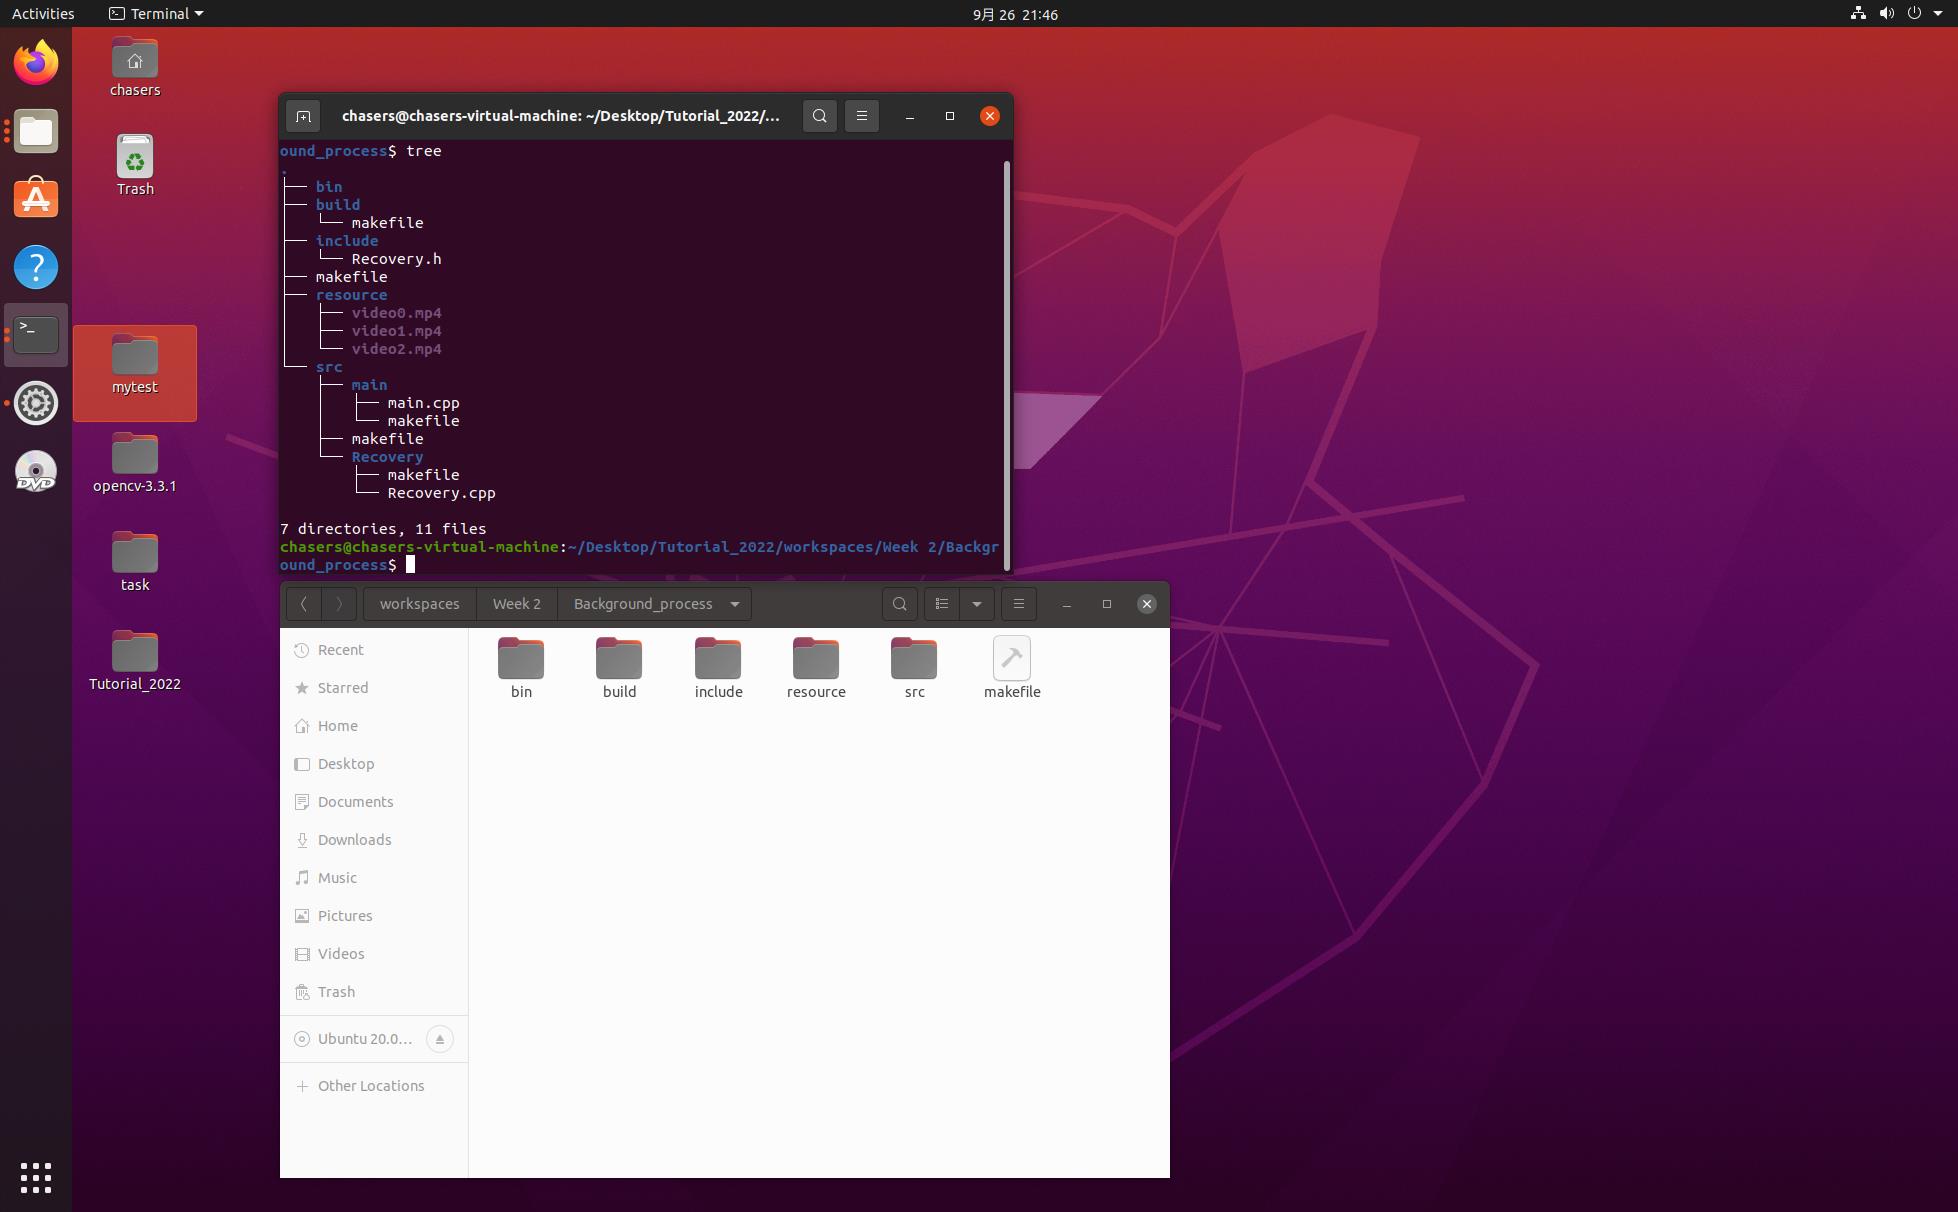 Activities
Terminal
9月 26 21:46
chasers
Trash
mytest
opencv-3.3.1
task
Tutorial_2022
DVD
chasers@chasers-virtual-machine: ~/Desktop/Tutorial_2022/...
ound_process$ tree
.
├── bin
├── build
│   └── makefile
├── include
│   └── Recovery.h
├── makefile
├── resource
│   ├── video0.mp4
│   ├── video1.mp4
│   └── video2.mp4
└── src
    ├── main
    │   ├── main.cpp
    │   └── makefile
    ├── makefile
    └── Recovery
        ├── makefile
        └── Recovery.cpp
7 directories, 11 files
chasers@chasers-virtual-machine:~/Desktop/Tutorial_2022/workspaces/Week 2/Backgr
ound_process$
workspaces Week 2 Background_process
Recent
Starred
Home
Desktop
Documents
Downloads
Music
Pictures
Videos
Trash
Ubuntu 20.0...
Other Locations
bin build include resource src makefile